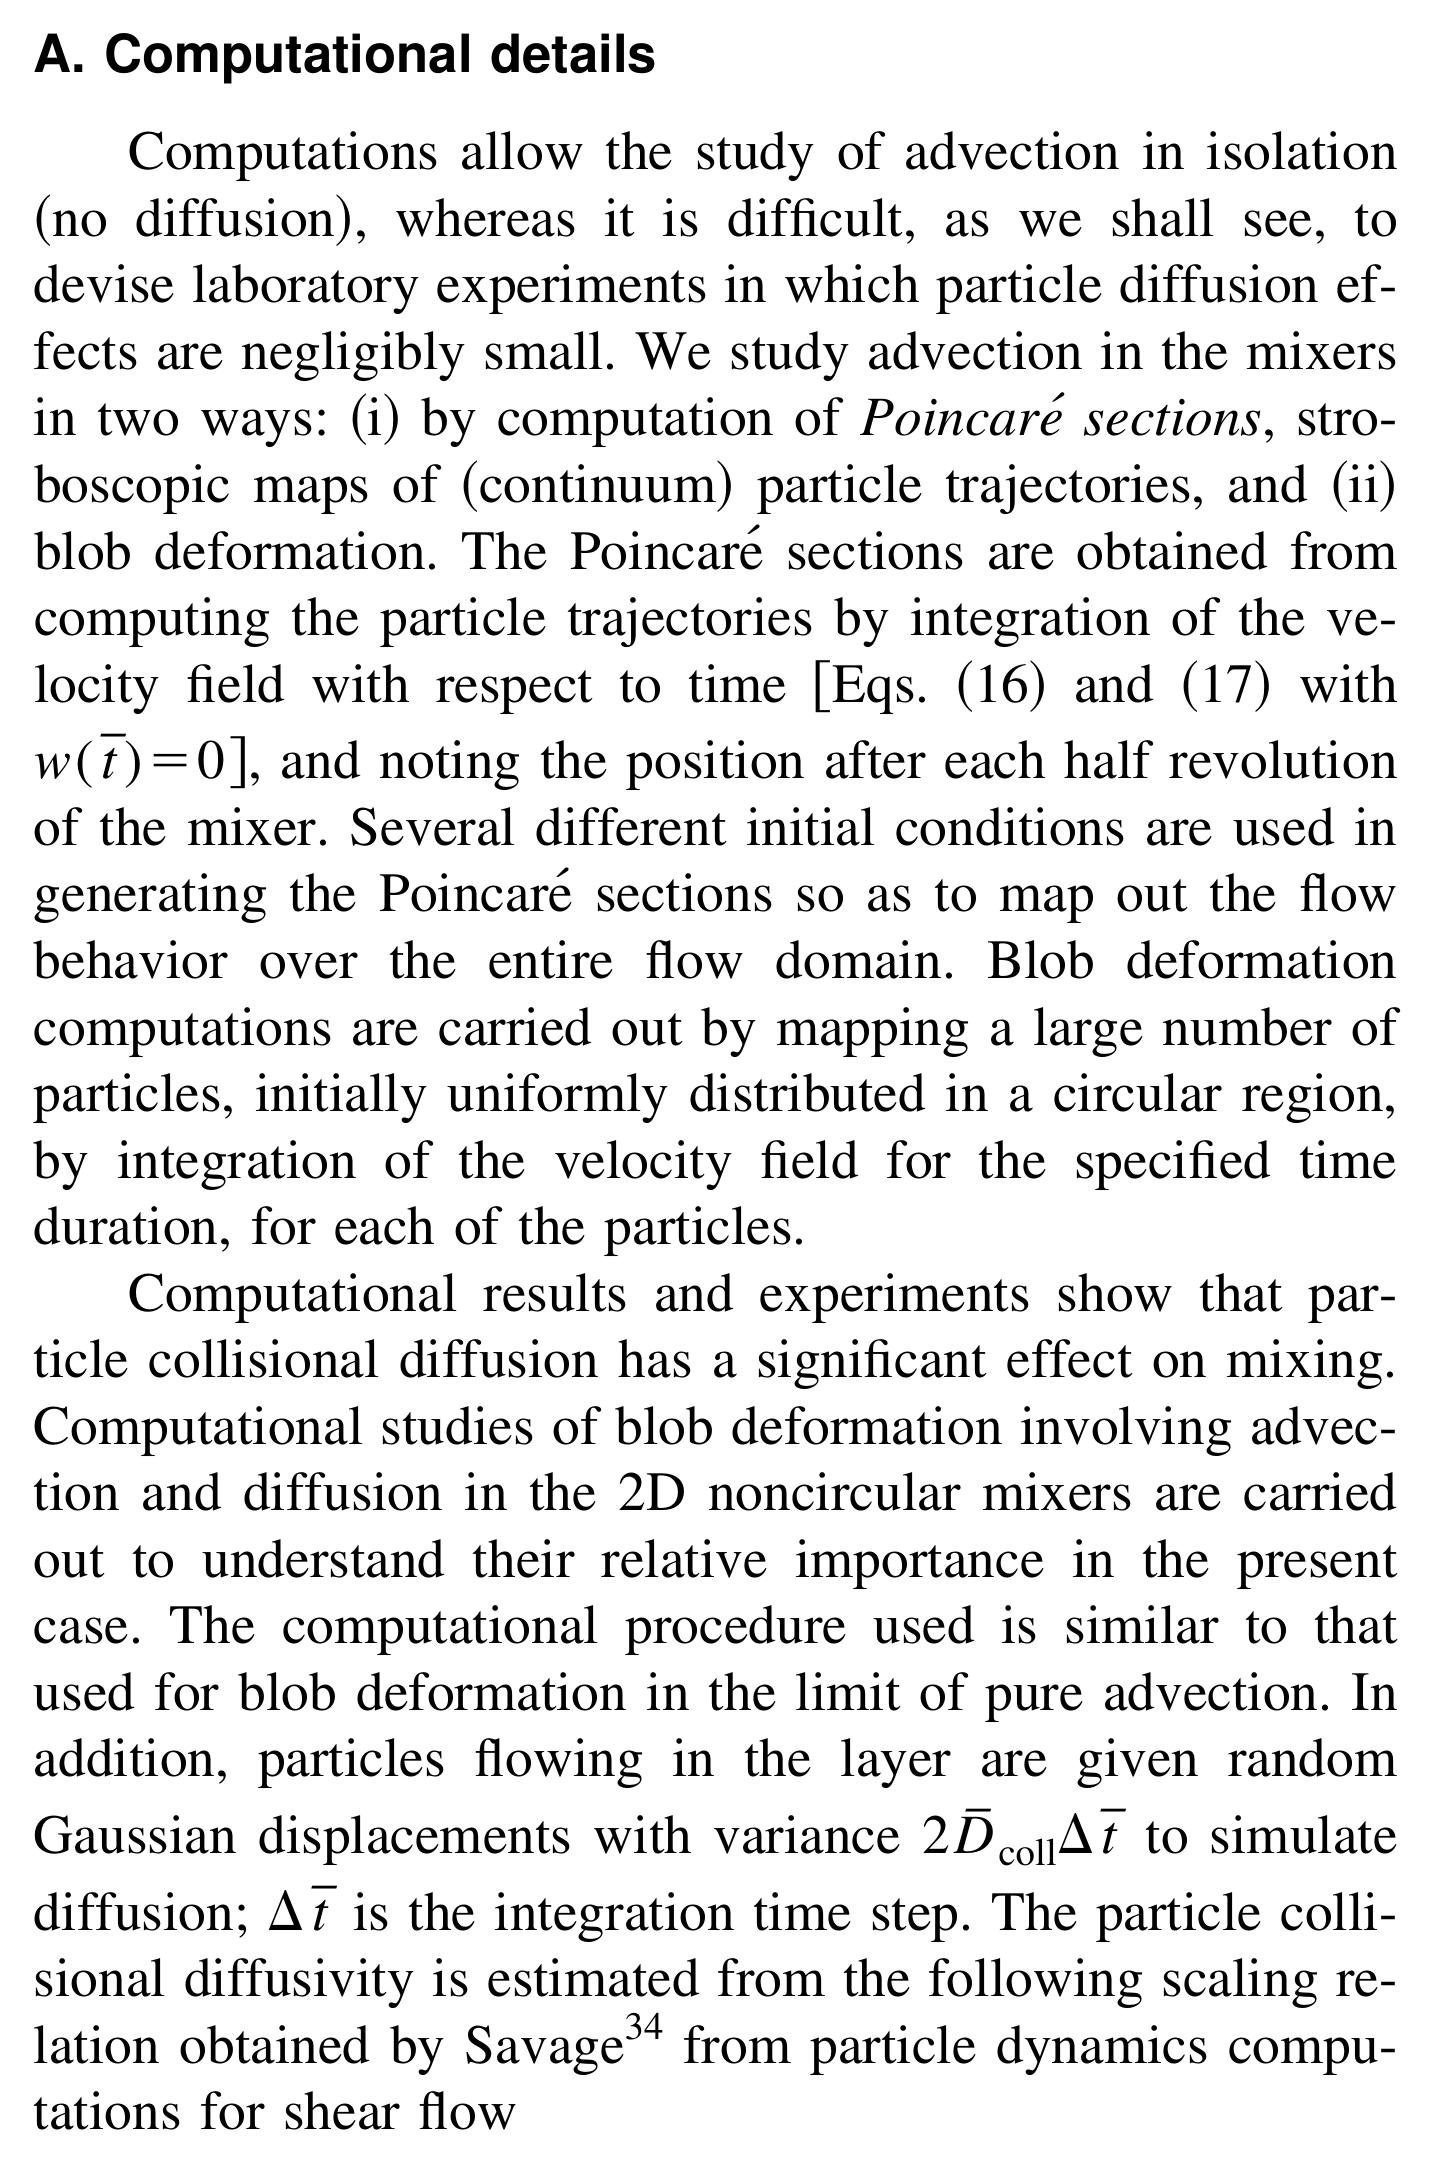 A. Computational details
Computations allow the study of advection in isolation
(no diffusion), whereas it is difficult, as we shall see, to
devise laboratory experiments in which particle diffusion ef-
fects are negligibly small. We study advection in the mixers
in two ways: (i) by computation of Poincaré sections, stro-
boscopic maps of (continuum) particle trajectories, and (ii)
blob deformation. The Poincaré sections are obtained from
computing the particle trajectories by integration of the ve-
locity field with respect to time [Eqs. (16) and (17) with
w(t̅)=0], and noting the position after each half revolution
of the mixer. Several different initial conditions are used in
generating the Poincaré sections so as to map out the flow
behavior over the entire flow domain. Blob deformation
computations are carried out by mapping a large number of
particles, initially uniformly distributed in a circular region,
by integration of the velocity field for the specified time
duration, for each of the particles.
Computational results and experiments show that par-
ticle collisional diffusion has a significant effect on mixing.
Computational studies of blob deformation involving advec-
tion and diffusion in the 2D noncircular mixers are carried
out to understand their relative importance in the present
case. The computational procedure used is similar to that
used for blob deformation in the limit of pure advection. In
addition, particles flowing in the layer are given random
Gaussian displacements with variance 2D̅collΔt̅ to simulate
diffusion; Δt̅ is the integration time step. The particle colli-
sional diffusivity is estimated from the following scaling re-
lation obtained by Savage34 from particle dynamics compu-
tations for shear flow